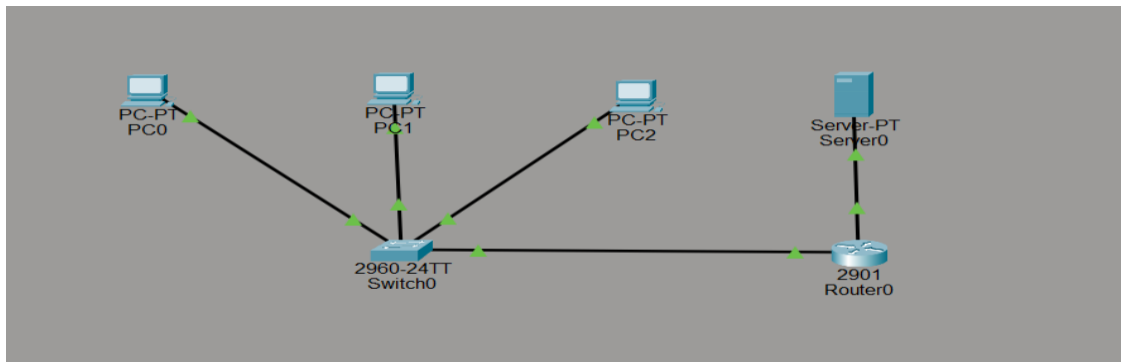 PC-PT
PC0
PC-PT
PC1
PC-PT
PC2
Server-PT
Server0
2960-24TT
Switch0
2901
Router0